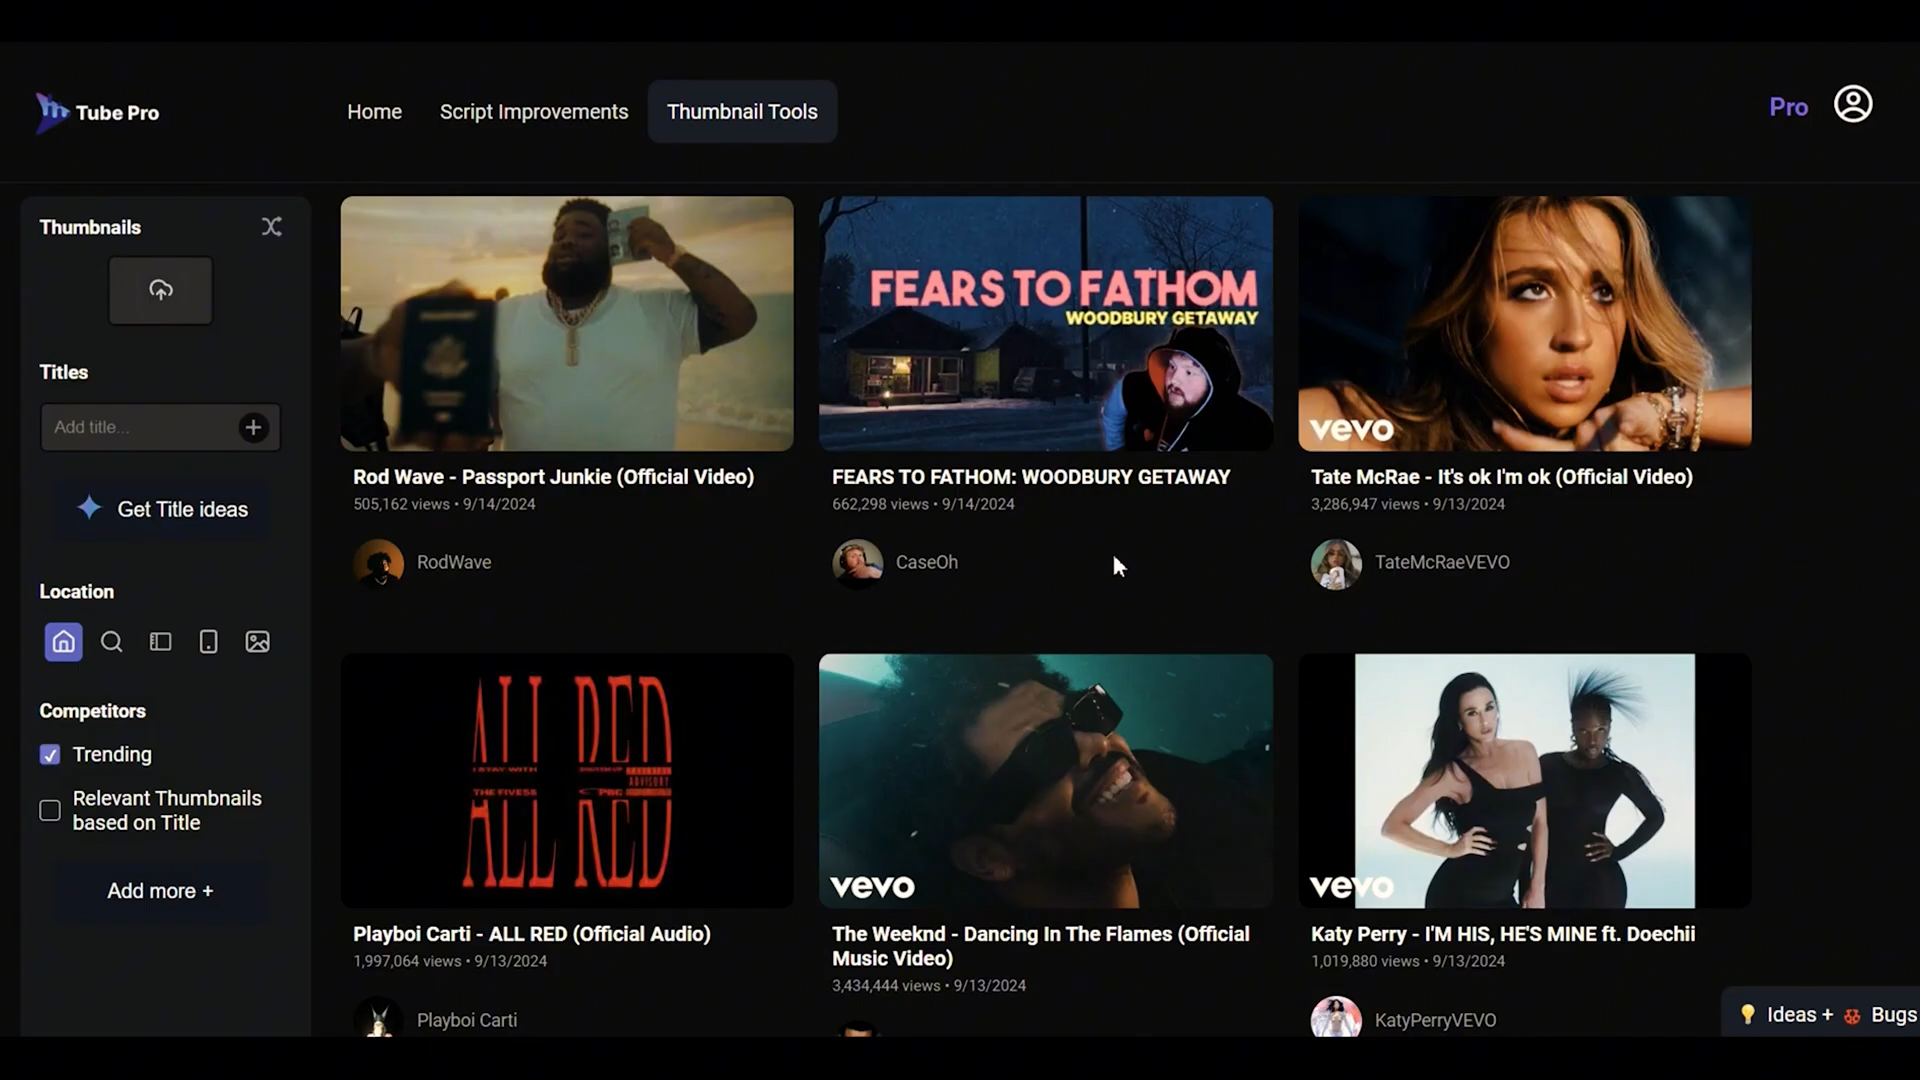 Tube Pro
Home
Script Improvements
Thumbnail Tools
Pro
Thumbnails
Titles
Add title...
Get Title ideas
Location
Competitors
Trending
Relevant Thumbnails
based on Title
Add more +
Rod Wave - Passport Junkie (Official Video)
505,162 views • 9/14/2024
RodWave
FEARS TO FATHOM
WOODBURY GETAWAY
FEARS TO FATHOM: WOODBURY GETAWAY
662,298 views • 9/14/2024
CaseOh
vevo
Tate McRae - It's ok I'm ok (Official Video)
3,286,947 views • 9/13/2024
TateMcRaeVEVO
ALL RED
I STAY WITH
THE FIVESS
ADVISORY
ALL RED
Playboi Carti - ALL RED (Official Audio)
1,997,064 views • 9/13/2024
Playboi Carti
vevo
The Weeknd - Dancing In The Flames (Official
Music Video)
3,434,444 views • 9/13/2024
vevo
Katy Perry - I'M HIS, HE'S MINE ft. Doechii
1,019,880 views • 9/13/2024
KatyPerryVEVO
Ideas +
Bugs